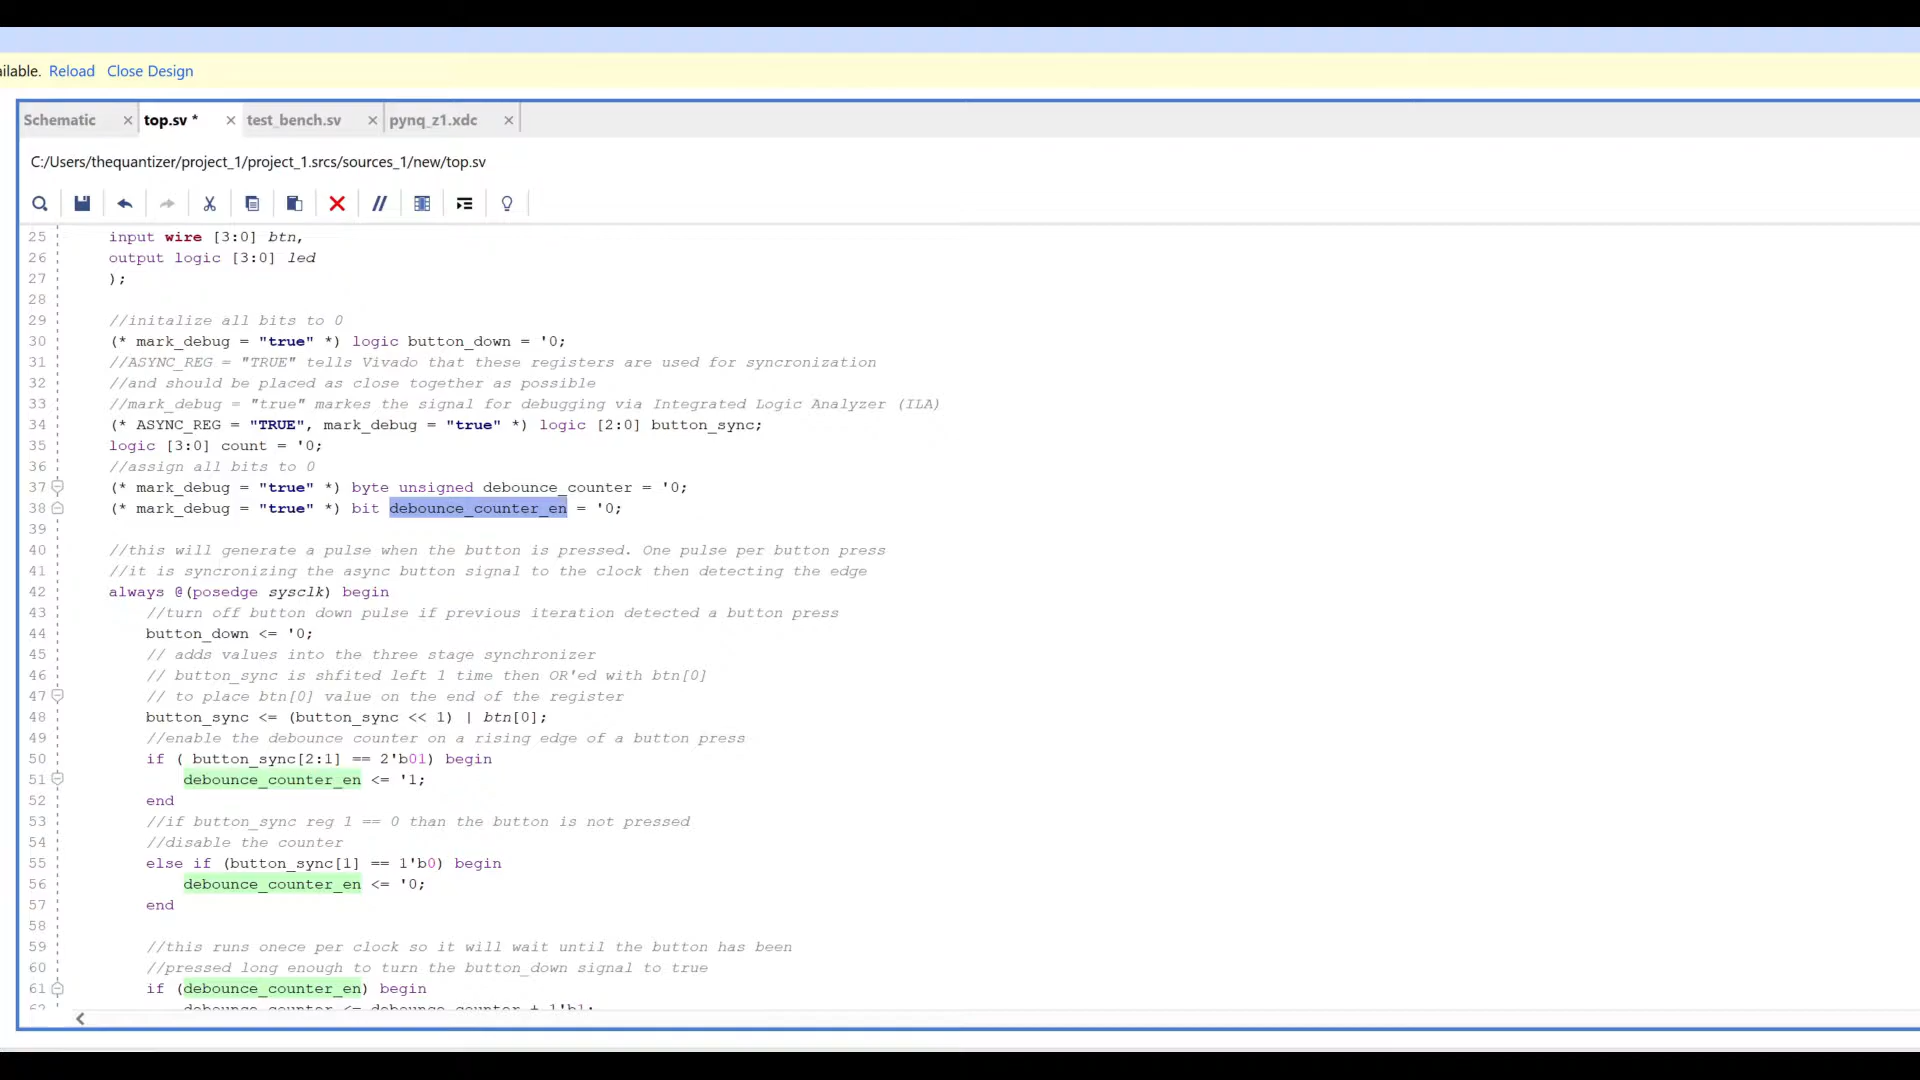 ailable. Reload Close Design
Schematic top.sv * test_bench.sv pynq_z1.xdc
C:/Users/thequantizer/project_1/project_1.srcs/sources_1/new/top.sv
25 input wire [3:0] btn,
26 output logic [3:0] led
27 );
28
29 //initalize all bits to 0
30 (* mark_debug = "true" *) logic button_down = '0;
31 //ASYNC_REG = "TRUE" tells Vivado that these registers are used for syncronization
32 //and should be placed as close together as possible
33 //mark_debug = "true" markes the signal for debugging via Integrated Logic Analyzer (ILA)
34 (* ASYNC_REG = "TRUE", mark_debug = "true" *) logic [2:0] button_sync;
35 logic [3:0] count = '0;
36 //assign all bits to 0
37 (* mark_debug = "true" *) byte unsigned debounce_counter = '0;
38 (* mark_debug = "true" *) bit debounce_counter_en = '0;
39
40 //this will generate a pulse when the button is pressed. One pulse per button press
41 //it is syncronizing the async button signal to the clock then detecting the edge
42 always @(posedge sysclk) begin
43 //turn off button down pulse if previous iteration detected a button press
44 button_down <= '0;
45 // adds values into the three stage synchronizer
46 // button_sync is shfited left 1 time then OR'ed with btn[0]
47 // to place btn[0] value on the end of the register
48 button_sync <= (button_sync << 1) | btn[0];
49 //enable the debounce counter on a rising edge of a button press
50 if ( button_sync[2:1] == 2'b01) begin
51 debounce_counter_en <= '1;
52 end
53 //if button_sync reg 1 == 0 than the button is not pressed
54 //disable the counter
55 else if (button_sync[1] == 1'b0) begin
56 debounce_counter_en <= '0;
57 end
58
59 //this runs onece per clock so it will wait until the button has been
60 //pressed long enough to turn the button_down signal to true
61 if (debounce_counter_en) begin
62 debounce_counter <= debounce_counter + 1'b1;